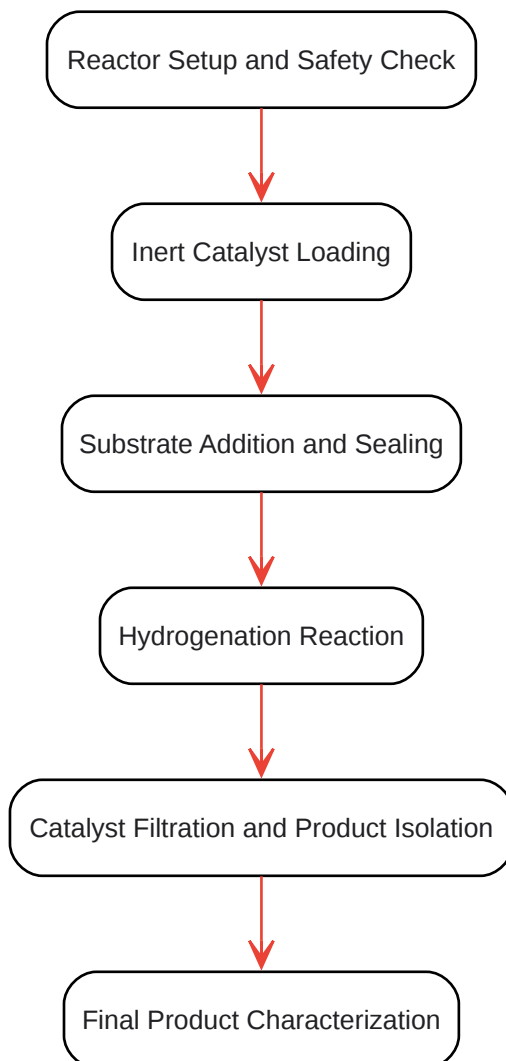 Reactor Setup and Safety Check
Inert Catalyst Loading
Substrate Addition and Sealing
Hydrogenation Reaction
Catalyst Filtration and Product Isolation
Final Product Characterization